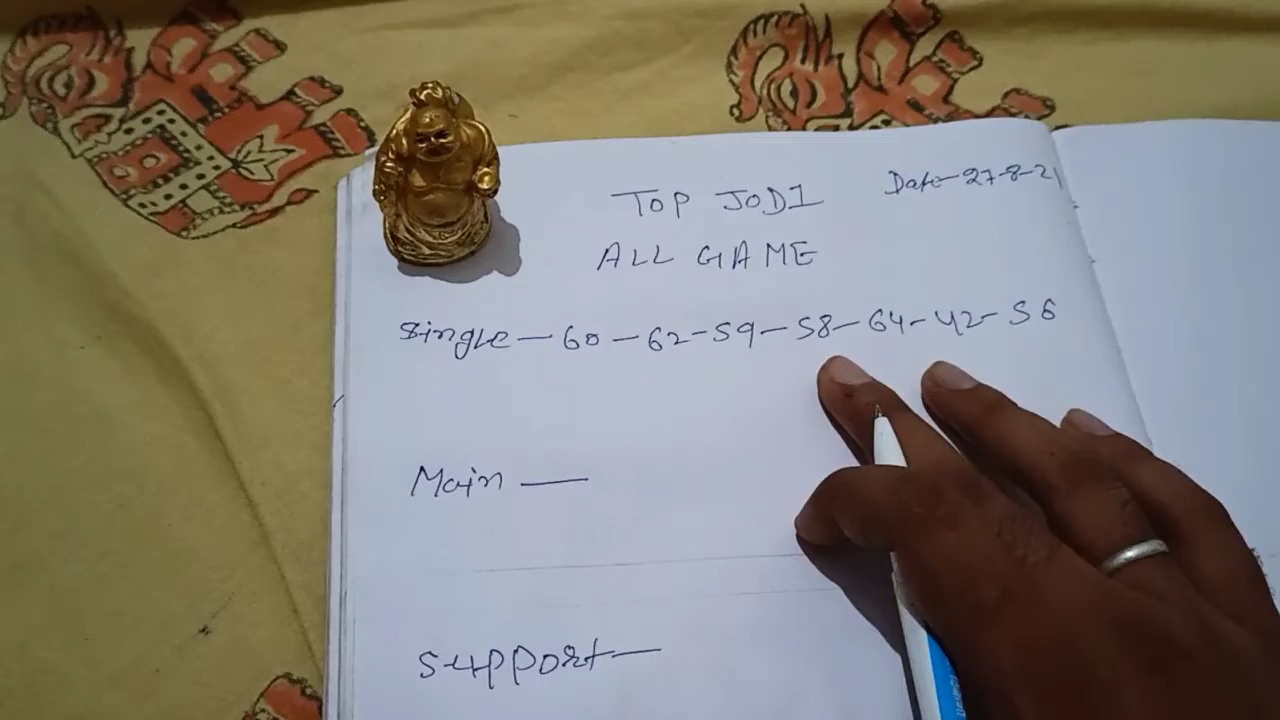 TOP JODI
Date-27-8-21
ALL GAME
Single-60-62-59-58-64-42-56
Main-
Support-